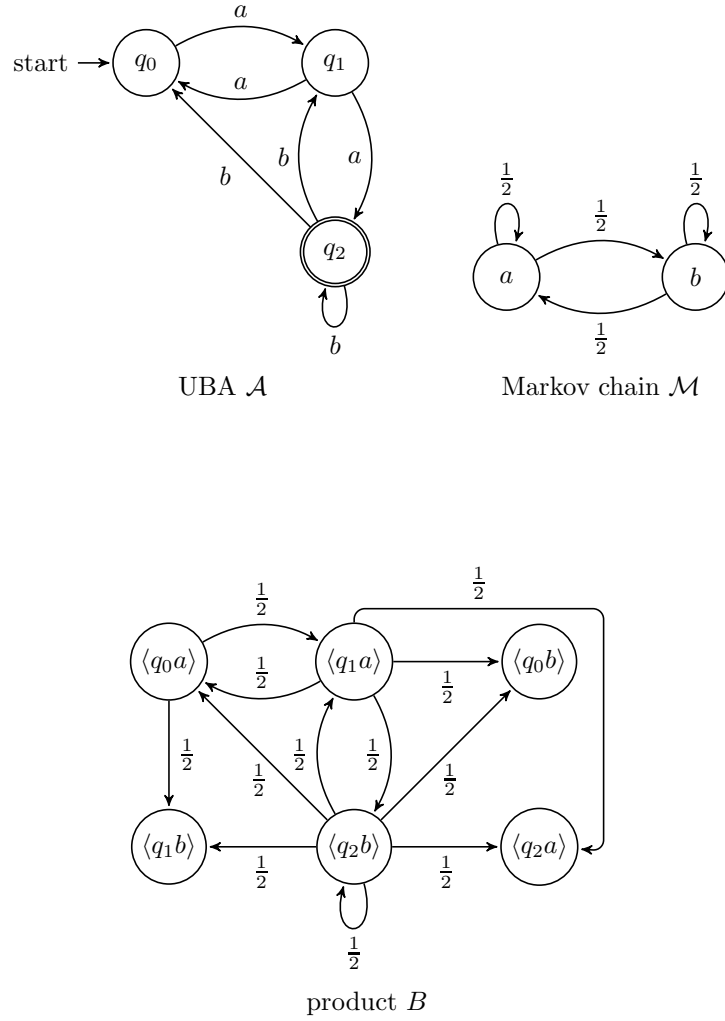 a
start
q₀
q₁
a
b
a
b
q₂
b
1/2
1/2
1/2
a
b
1/2
UBA 𝒜
Markov chain ℳ
1/2
1/2
⟨q₀a⟩
⟨q₁a⟩
⟨q₀b⟩
1/2
1/2
1/2
1/2
1/2
1/2
1/2
⟨q₁b⟩
⟨q₂b⟩
⟨q₂a⟩
1/2
1/2
1/2
product B